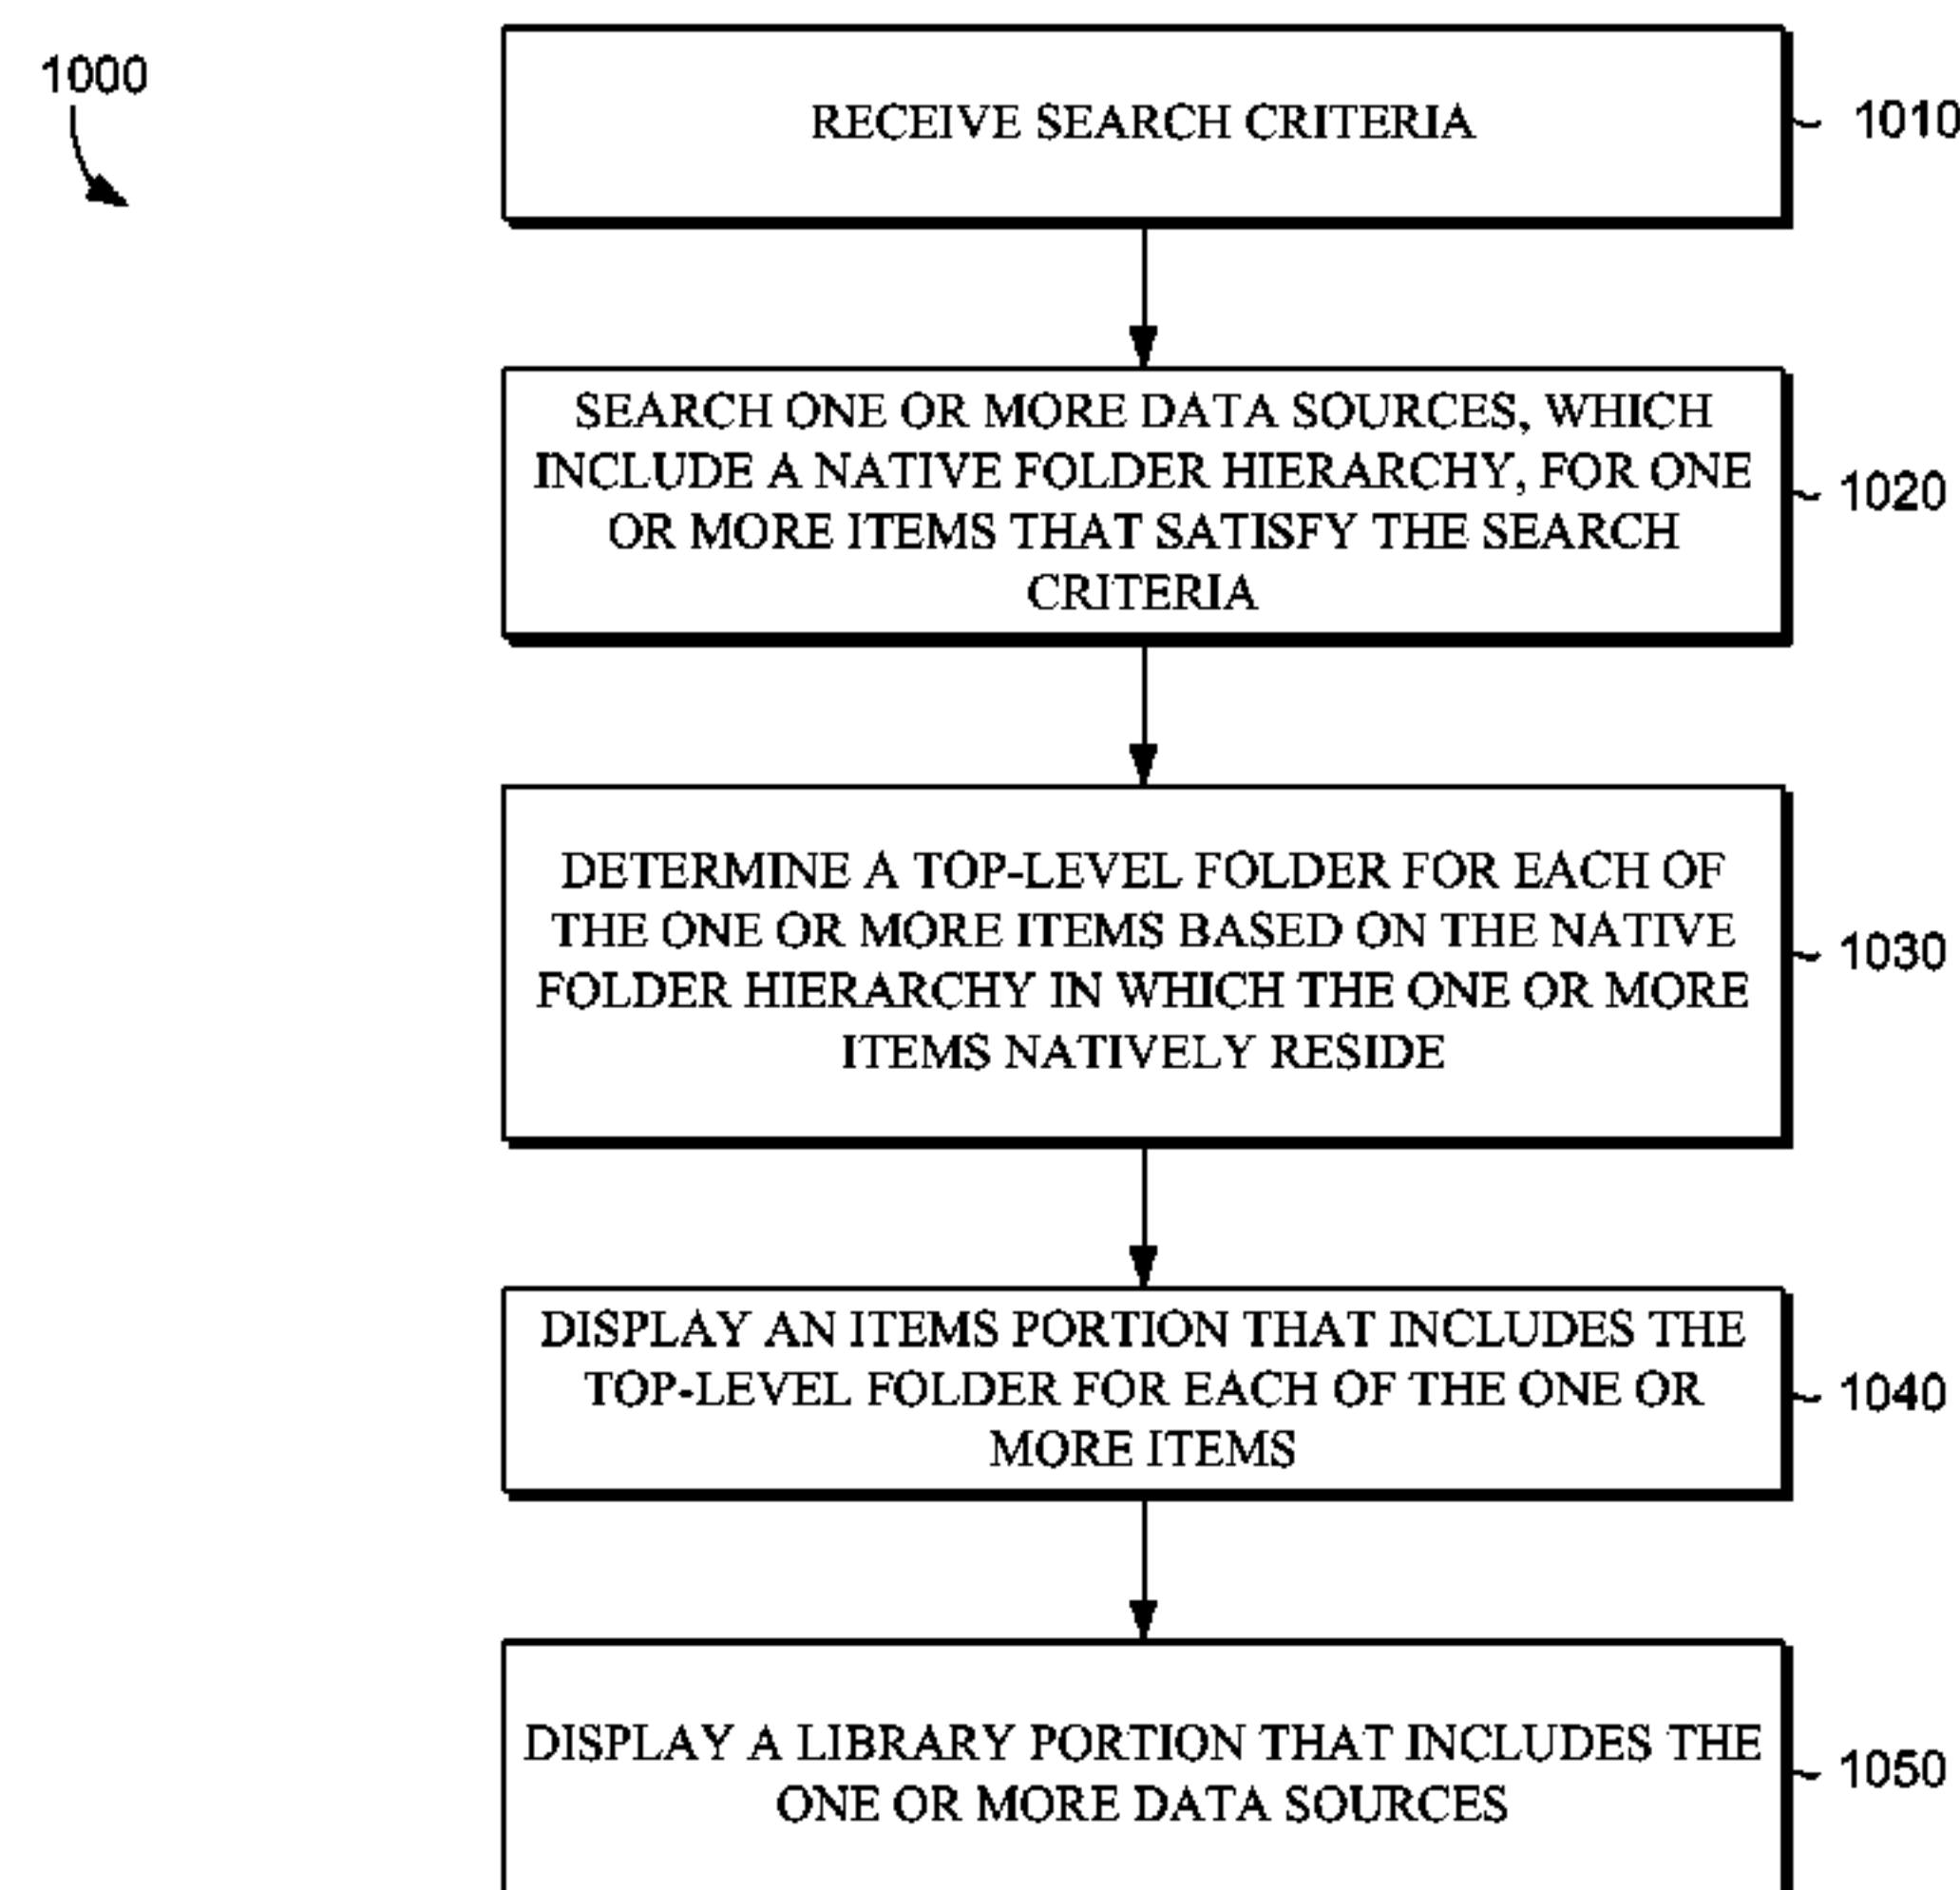 1000
RECEIVE SEARCH CRITERIA
1010
SEARCH ONE OR MORE DATA SOURCES, WHICH
INCLUDE A NATIVE FOLDER HIERARCHY, FOR ONE
OR MORE ITEMS THAT SATISFY THE SEARCH
CRITERIA
1020
DETERMINE A TOP-LEVEL FOLDER FOR EACH OF
THE ONE OR MORE ITEMS BASED ON THE NATIVE
FOLDER HIERARCHY IN WHICH THE ONE OR MORE
ITEMS NATIVELY RESIDE
1030
DISPLAY AN ITEMS PORTION THAT INCLUDES THE
TOP-LEVEL FOLDER FOR EACH OF THE ONE OR
MORE ITEMS
1040
DISPLAY A LIBRARY PORTION THAT INCLUDES THE
ONE OR MORE DATA SOURCES
1050